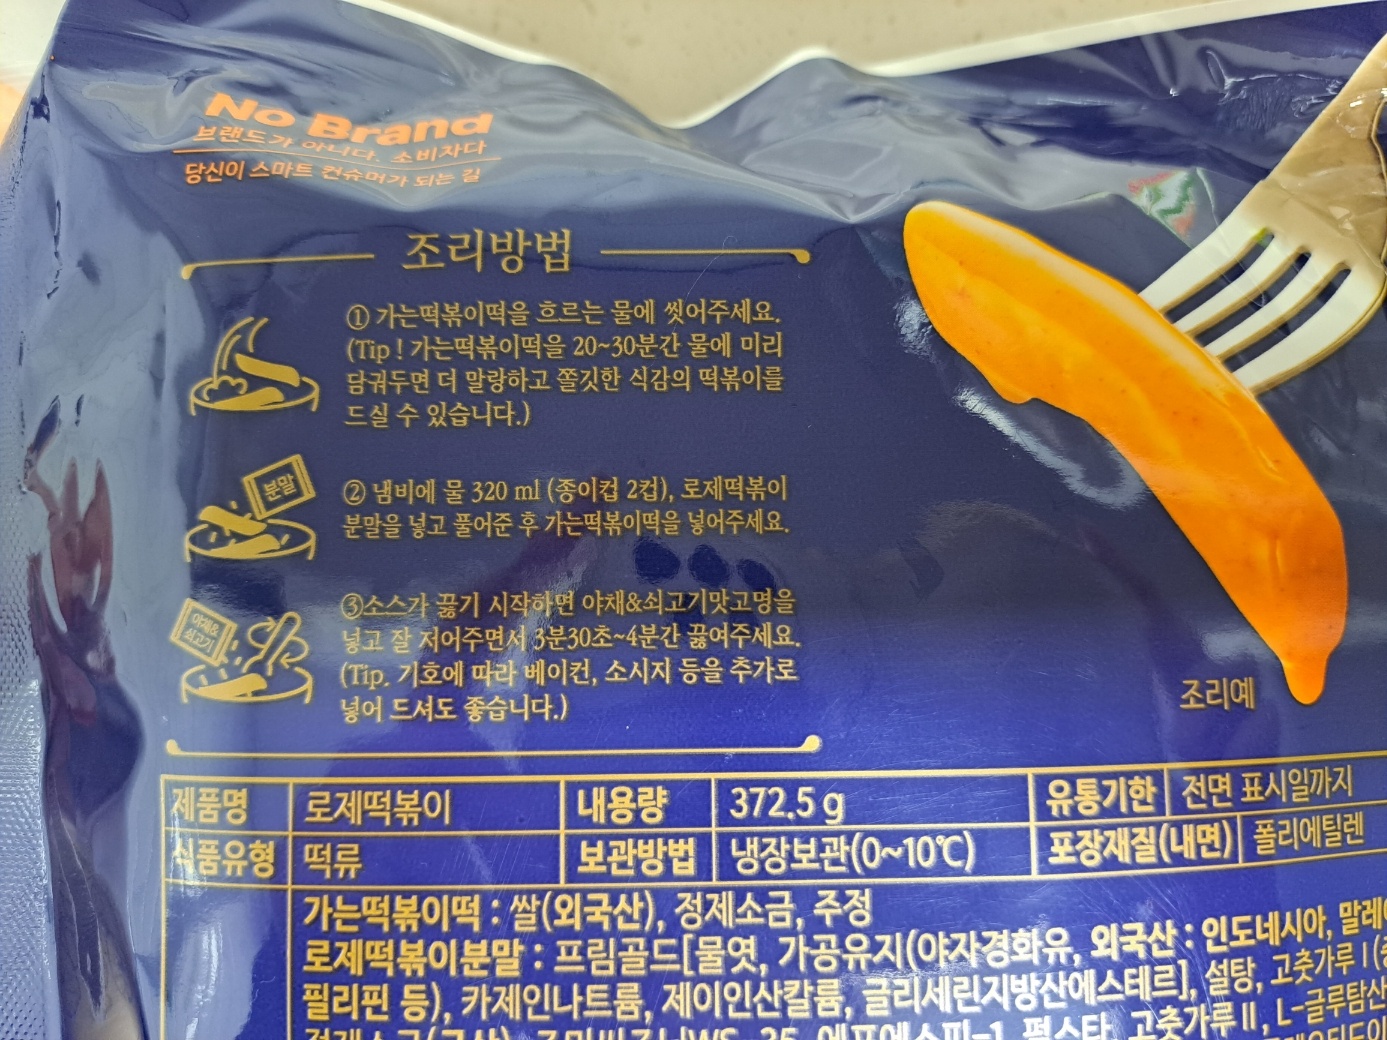 No Brand
브랜드가 아니다. 소비자다
당신이 스마트 컨슈머가 되는 길
조리방법
① 가는떡볶이떡을 흐르는 물에 씻어주세요.
(Tip ! 가는떡볶이떡을 20~30분간 물에 미리
담궈두면 더 말랑하고 쫄깃한 식감의 떡볶이를
드실 수 있습니다.)
분말
② 냄비에 물 320 ml (종이컵 2컵), 로제떡볶이
분말을 넣고 풀어준 후 가는떡볶이떡을 넣어주세요.
야채&
쇠고기
③소스가 끓기 시작하면 야채&쇠고기맛고명을
넣고 잘 저어주면서 3분30초~4분간 끓여주세요.
(Tip. 기호에 따라 베이컨, 소시지 등을 추가로
넣어 드셔도 좋습니다.)
조리예
제품명 로제떡볶이 내용량 372.5 g 유통기한 전면 표시일까지
식품유형 떡류 보관방법 냉장보관(0~10℃) 포장재질(내면) 폴리에틸렌
가는떡볶이떡 : 쌀(외국산), 정제소금, 주정
로제떡볶이분말 : 프림골드[물엿, 가공유지(야자경화유, 외국산 : 인도네시아, 말레
필리핀 등), 카제인나트륨, 제이인산칼륨, 글리세린지방산에스테르], 설탕, 고춧가루Ⅰ(
고춧가루Ⅱ, L-글루탐산